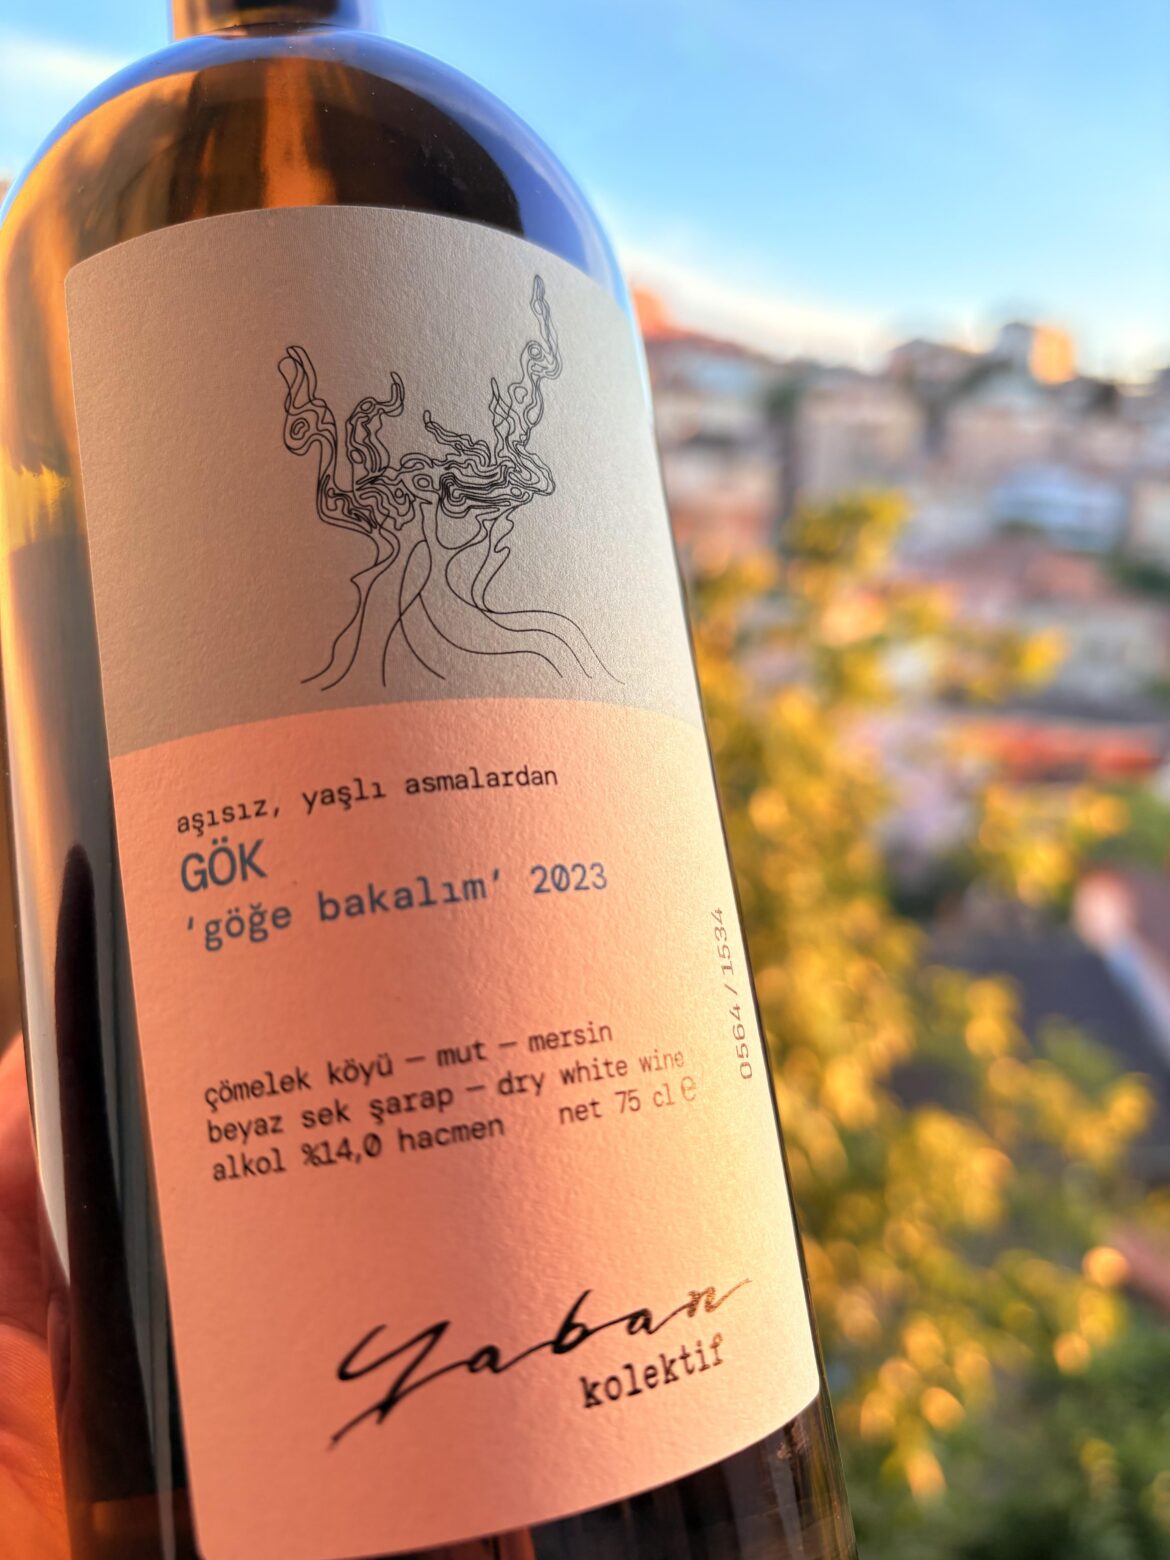 aşısız, yaşlı asmalardan
GÖK
‘göğe bakalım’ 2023
çömelek köyü — mut — mersin
beyaz sek şarap — dry white wine
alkol %14,0 hacmen net 75 cl e
0564 / 1534
Yaban
kolektif